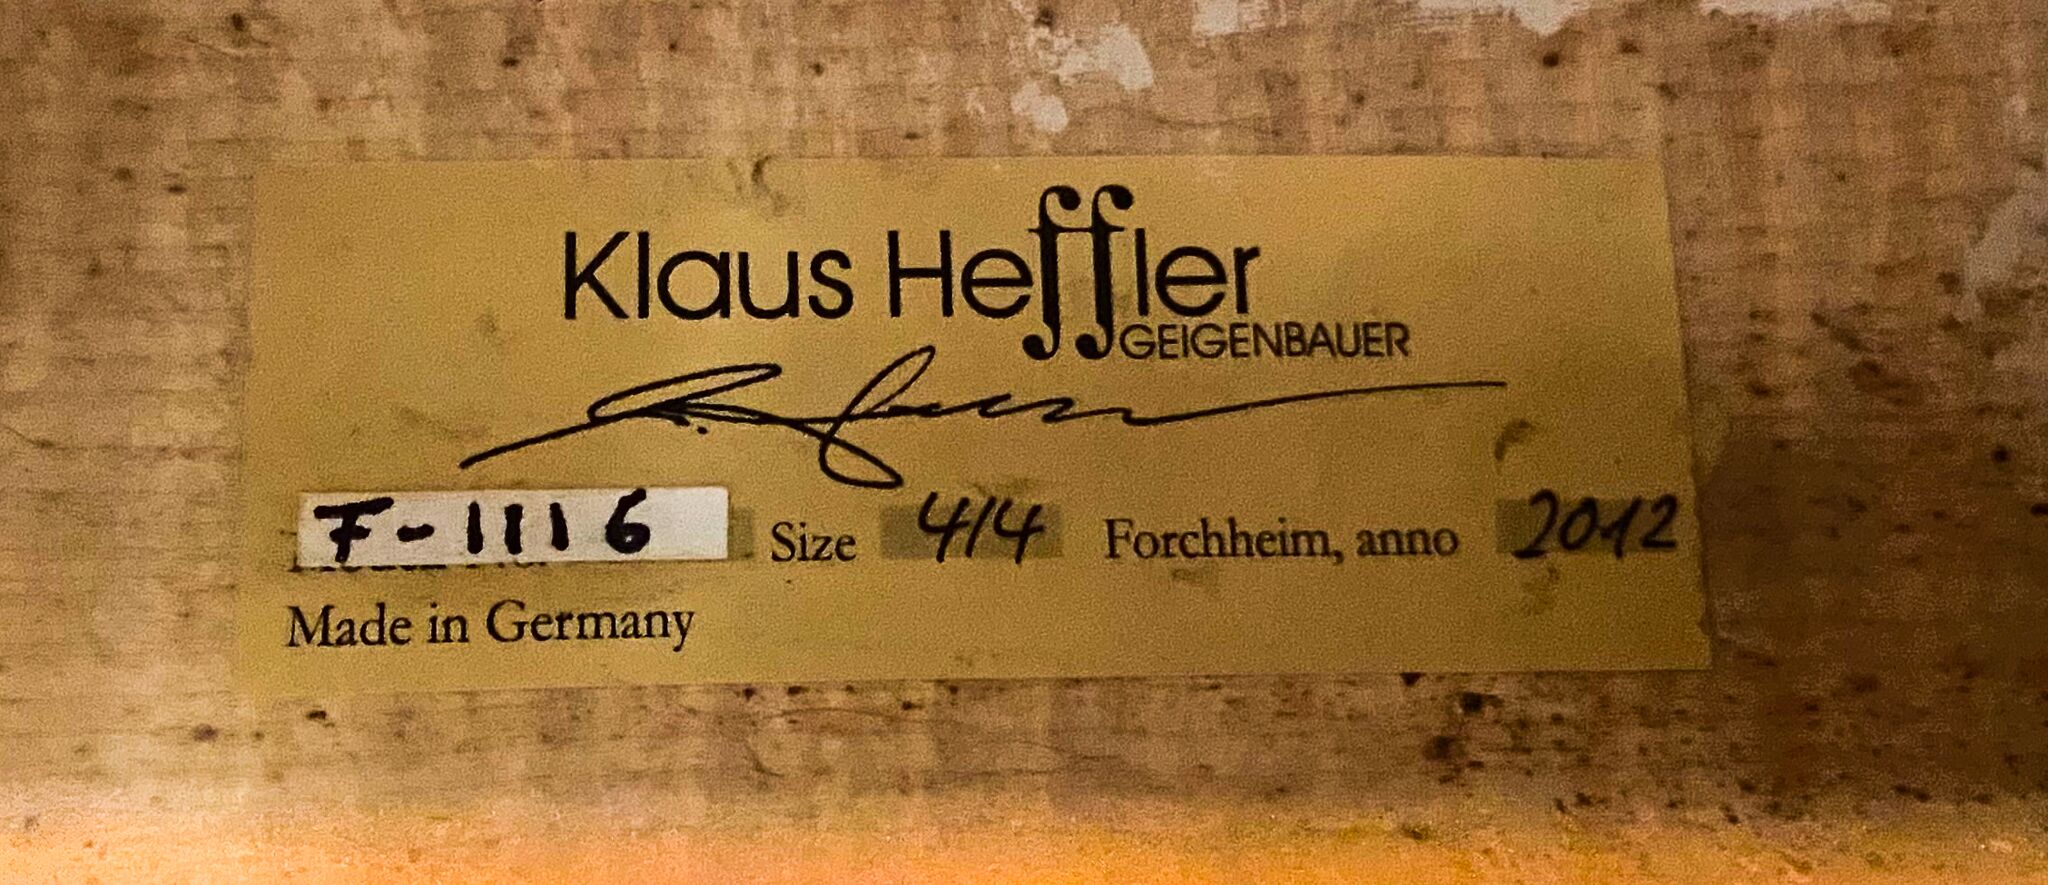 Klaus Heffler
GEIGENBAUER
F-1116 Size 4/4 Forchheim, anno 2012
Made in Germany